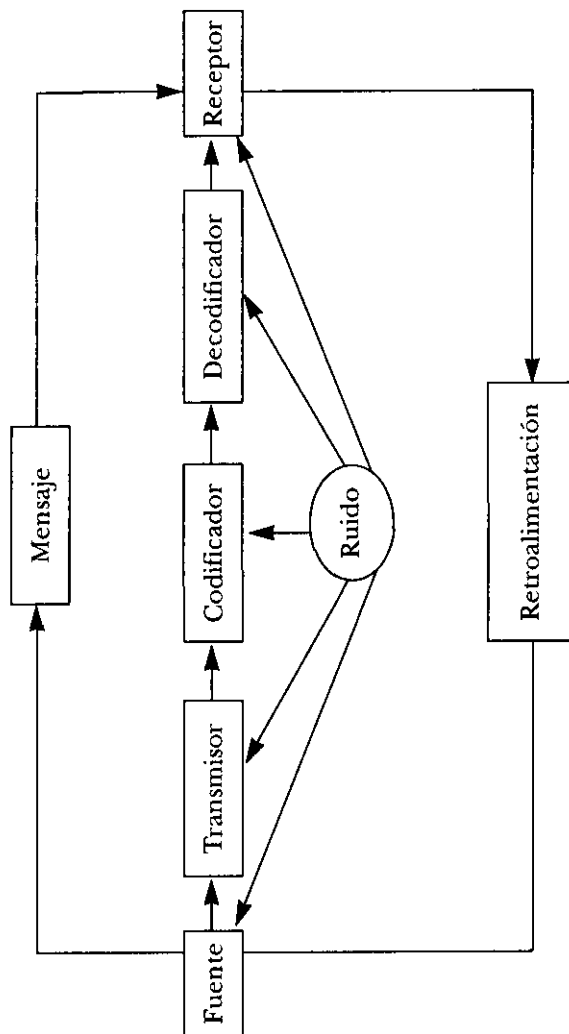 Mensaje
Fuente
Transmisor
Codificador
Decodificador
Receptor
Ruido
Retroalimentación